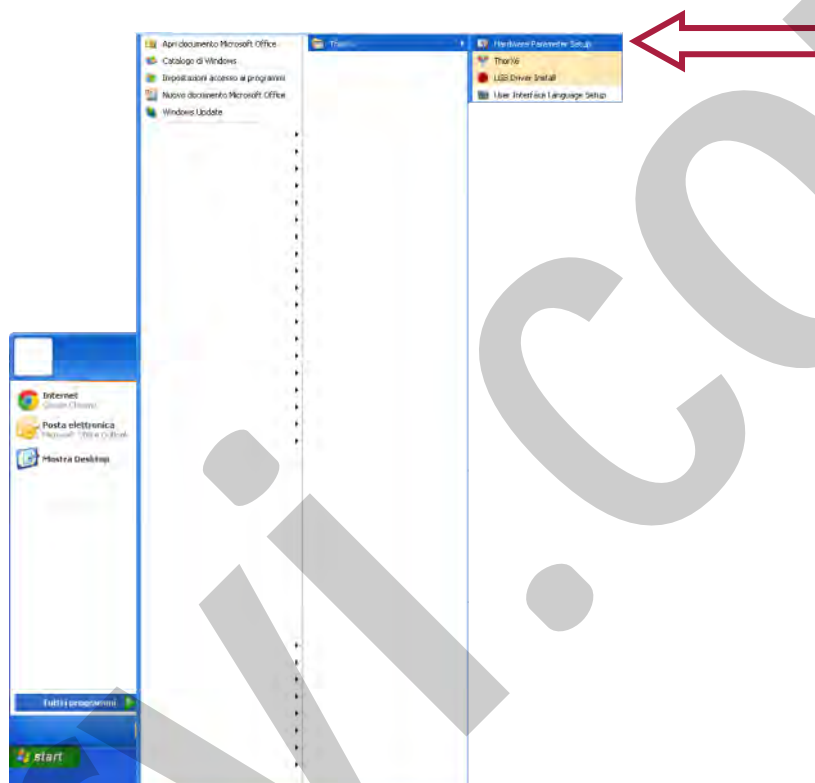 Apri documento Microsoft Office
Catalogo di Windows
Impostazioni accesso ai programmi
Nuovo documento Microsoft Office
Windows Update
Hardware Parameter Setup
ThorX6
USB Driver Install
User Interface Language Setup
Internet
Google Chrome
Posta elettronica
Microsoft Office Outlook
Mostra Desktop
Tutti i programmi
start